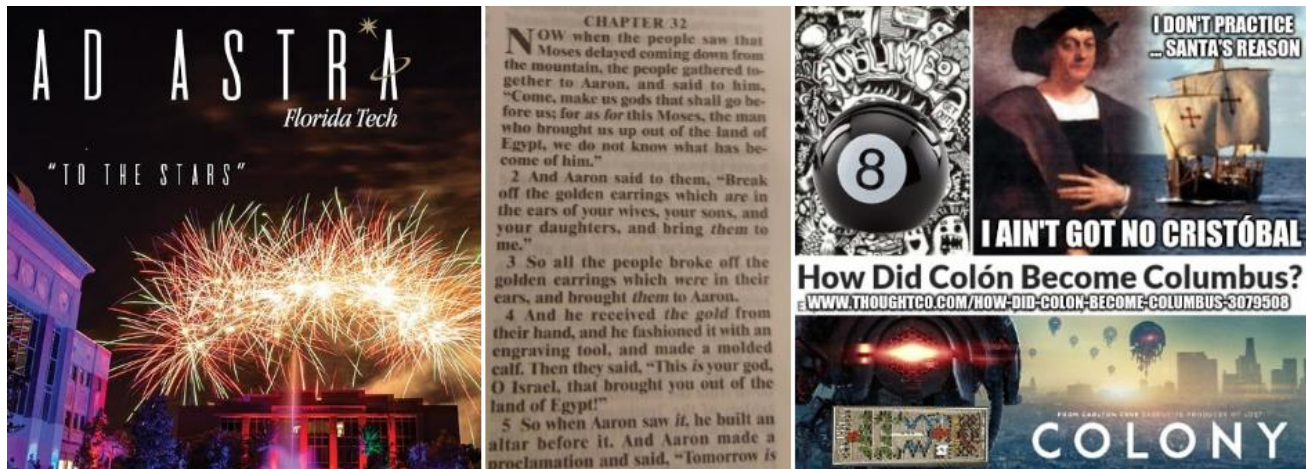 AD ASTRA
Florida Tech
"TO THE STARS"
CHAPTER 32
NOW when the people saw that
Moses delayed coming down from
the mountain, the people gathered to-
gether to Aaron, and said to him,
"Come, make us gods that shall go be-
fore us; for as for this Moses, the man
who brought us up out of the land of
Egypt, we do not know what has be-
come of him."
2 And Aaron said to them, "Break
off the golden earrings which are in
the ears of your wives, your sons, and
your daughters, and bring them to
me."
3 So all the people broke off the
golden earrings which were in their
ears, and brought them to Aaron.
4 And he received the gold from
their hand, and he fashioned it with an
engraving tool, and made a molded
calf. Then they said, "This is your god,
O Israel, that brought you out of the
land of Egypt!"
5 So when Aaron saw it, he built an
altar before it. And Aaron made a
proclamation and said, "Tomorrow is
SUBLIME
8
I DON'T PRACTICE
... SANTA'S REASON
I AIN'T GOT NO CRISTÓBAL
How Did Colón Become Columbus?
WWW.THOUGHTCO.COM/HOW-DID-COLON-BECOME-COLUMBUS-3079508
FROM CARLTON CUSE EXECUTIVE PRODUCER OF LOST
COLONY